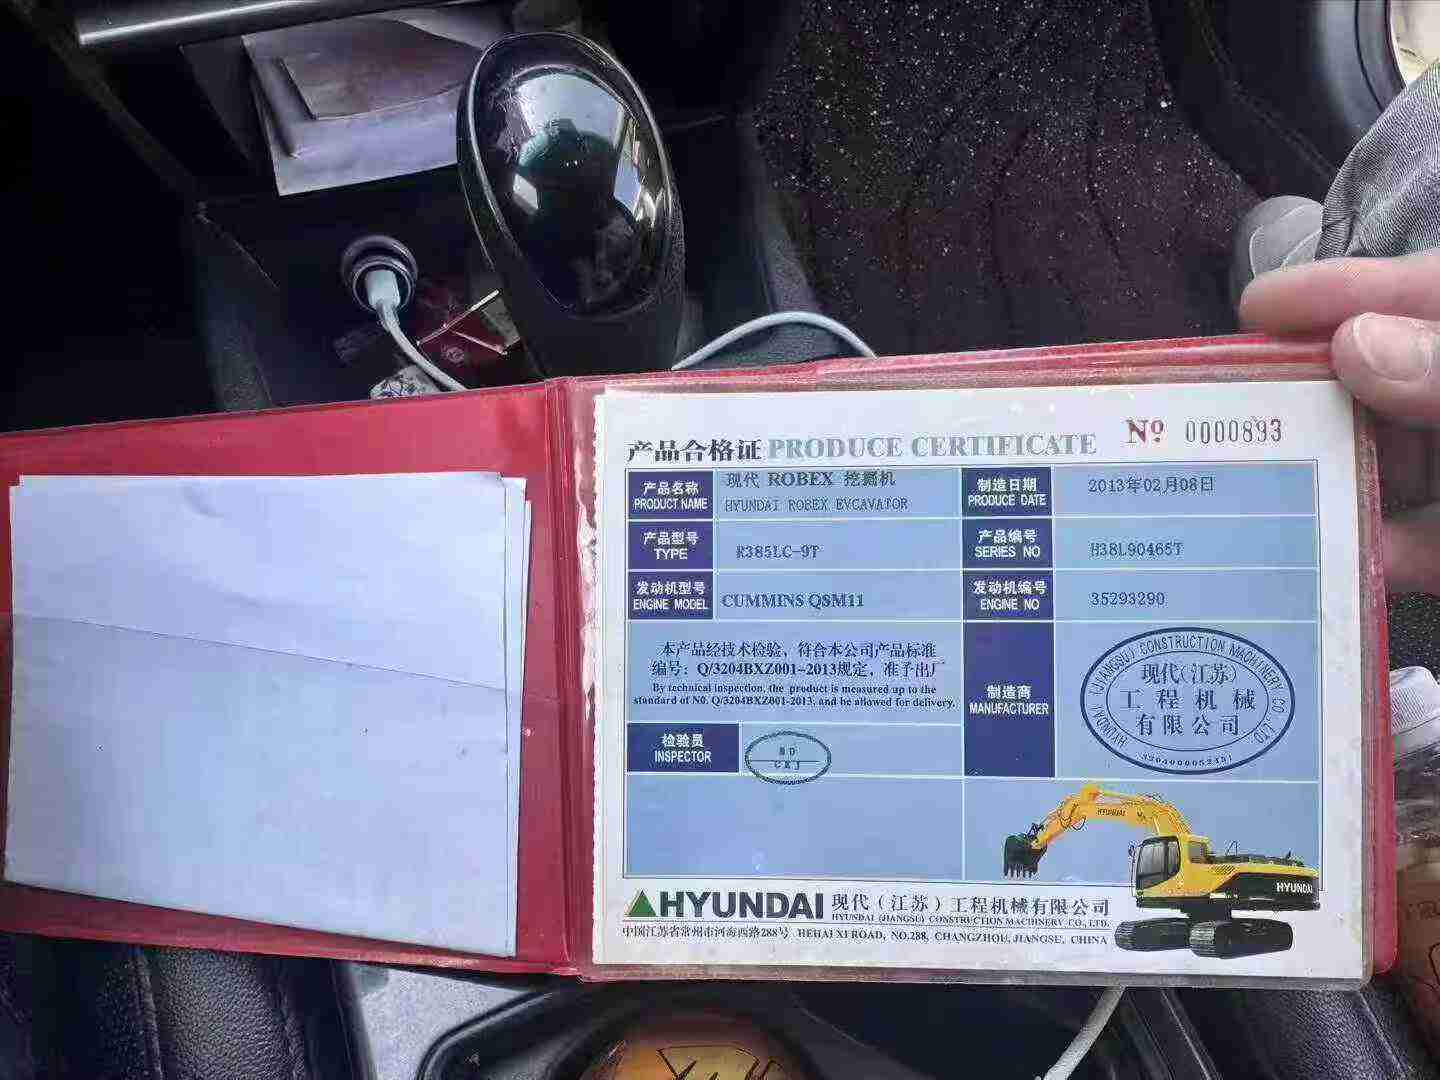 产品合格证 PRODUCE CERTIFICATE
Nº 0000893
产品名称
PRODUCT NAME
现代 ROBEX 挖掘机
HYUNDAI ROBEX EVCAVATOR
制造日期
PRODUCE DATE
2013年02月08日
产品型号
TYPE
R385LC-9T
产品编号
SERIES NO
H38L90465T
发动机型号
ENGINE MODEL
CUMMINS QSM11
发动机编号
ENGINE NO
35293290
本产品经技术检验，符合本公司产品标准
编号：Q/3204BXZ001-2013规定，准予出厂
By technical inspection, the product is measured up to the
standard of N0. Q/3204BXZ001-2013, and be allowed for delivery.
制造商
MANUFACTURER
HYUNDAI (JIANGSU) CONSTRUCTION MACHINERY CO.,LTD.
现代(江苏)
工程机械
有限公司
检验员
INSPECTOR
HYUNDAI
HYUNDAI
HYUNDAI
现代（江苏）工程机械有限公司
HYUNDAI (JIANGSU) CONSTRUCTION MACHINERY CO., LTD.
中国江苏省常州市河海西路288号 HEHAI XI ROAD, NO.288, CHANGZHOU, JIANGSU, CHINA